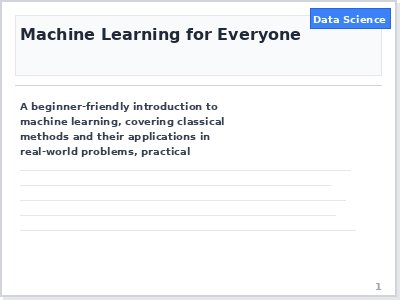 Data Science
Machine Learning for Everyone
A beginner-friendly introduction to
machine learning, covering classical
methods and their applications in
real-world problems, practical
1